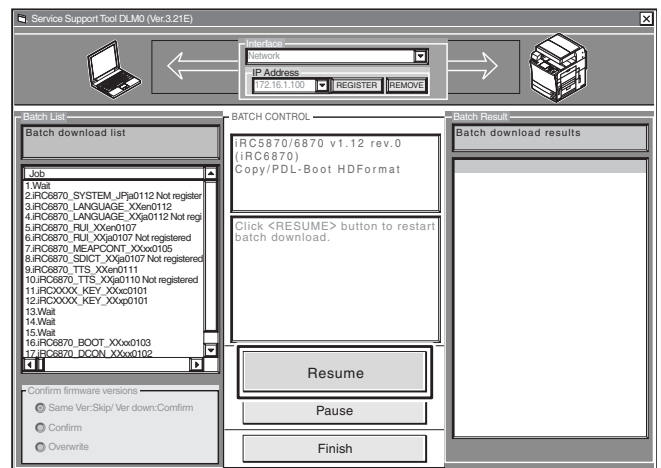 Service Support Tool DLM0 (Ver.3.21E)
Interface
Network
IP Address
172.16.1.100
REGISTER
REMOVE
Batch List
Batch download list
Job
1.Wait
2.iRC6870_SYSTEM_JPja0112 Not register
3.iRC6870_LANGUAGE_XXen0112
4.iRC6870_LANGUAGE_XXja0112 Not regi
5.iRC6870_RUI_XXen0107
6.iRC6870_RUI_XXja0107 Not registered
7.iRC6870_MEAPCONT_XXxx0105
8.iRC6870_SDICT_XXja0107 Not registered
9.iRC6870_TTS_XXen0111
10.iRC6870_TTS_XXja0110 Not registered
11.iRCXXXX_KEY_XXxc0101
12.iRCXXXX_KEY_XXxp0101
13.Wait
14.Wait
15.Wait
16.iRC6870_BOOT_XXxx0103
17.iRC6870_DCON_XXxx0102
Confirm firmware versions
Same Ver:Skip/ Ver down:Comfirm
Confirm
Overwrite
BATCH CONTROL
iRC5870/6870 v1.12 rev.0
(iRC6870)
Copy/PDL-Boot HDFormat
Click <RESUME> button to restart
batch download.
Resume
Pause
Finish
Batch Result
Batch download results